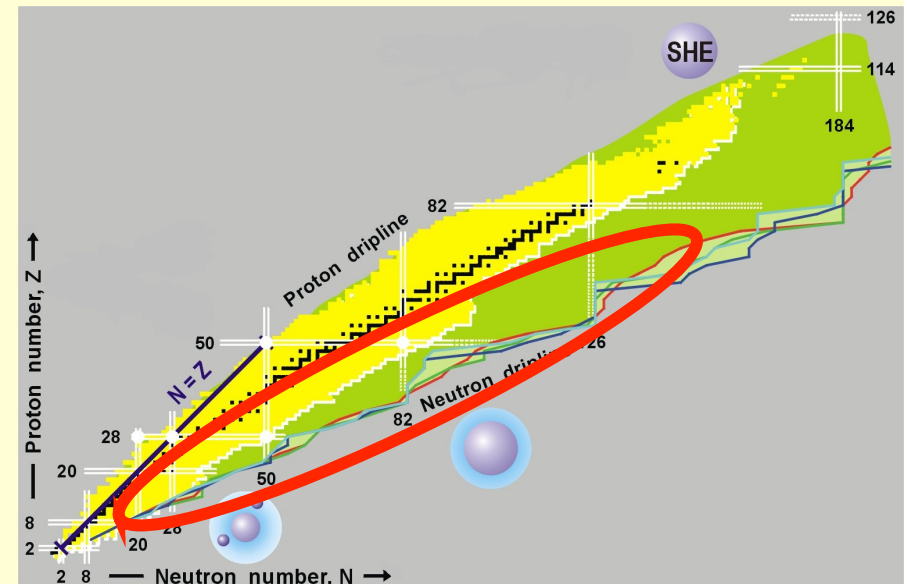 126
SHE
114
184
82
Proton dripline
Proton number, Z
50
N=Z
126
Neutron dripline
82
28
50
20
28
8
20
2
2 8 Neutron number, N